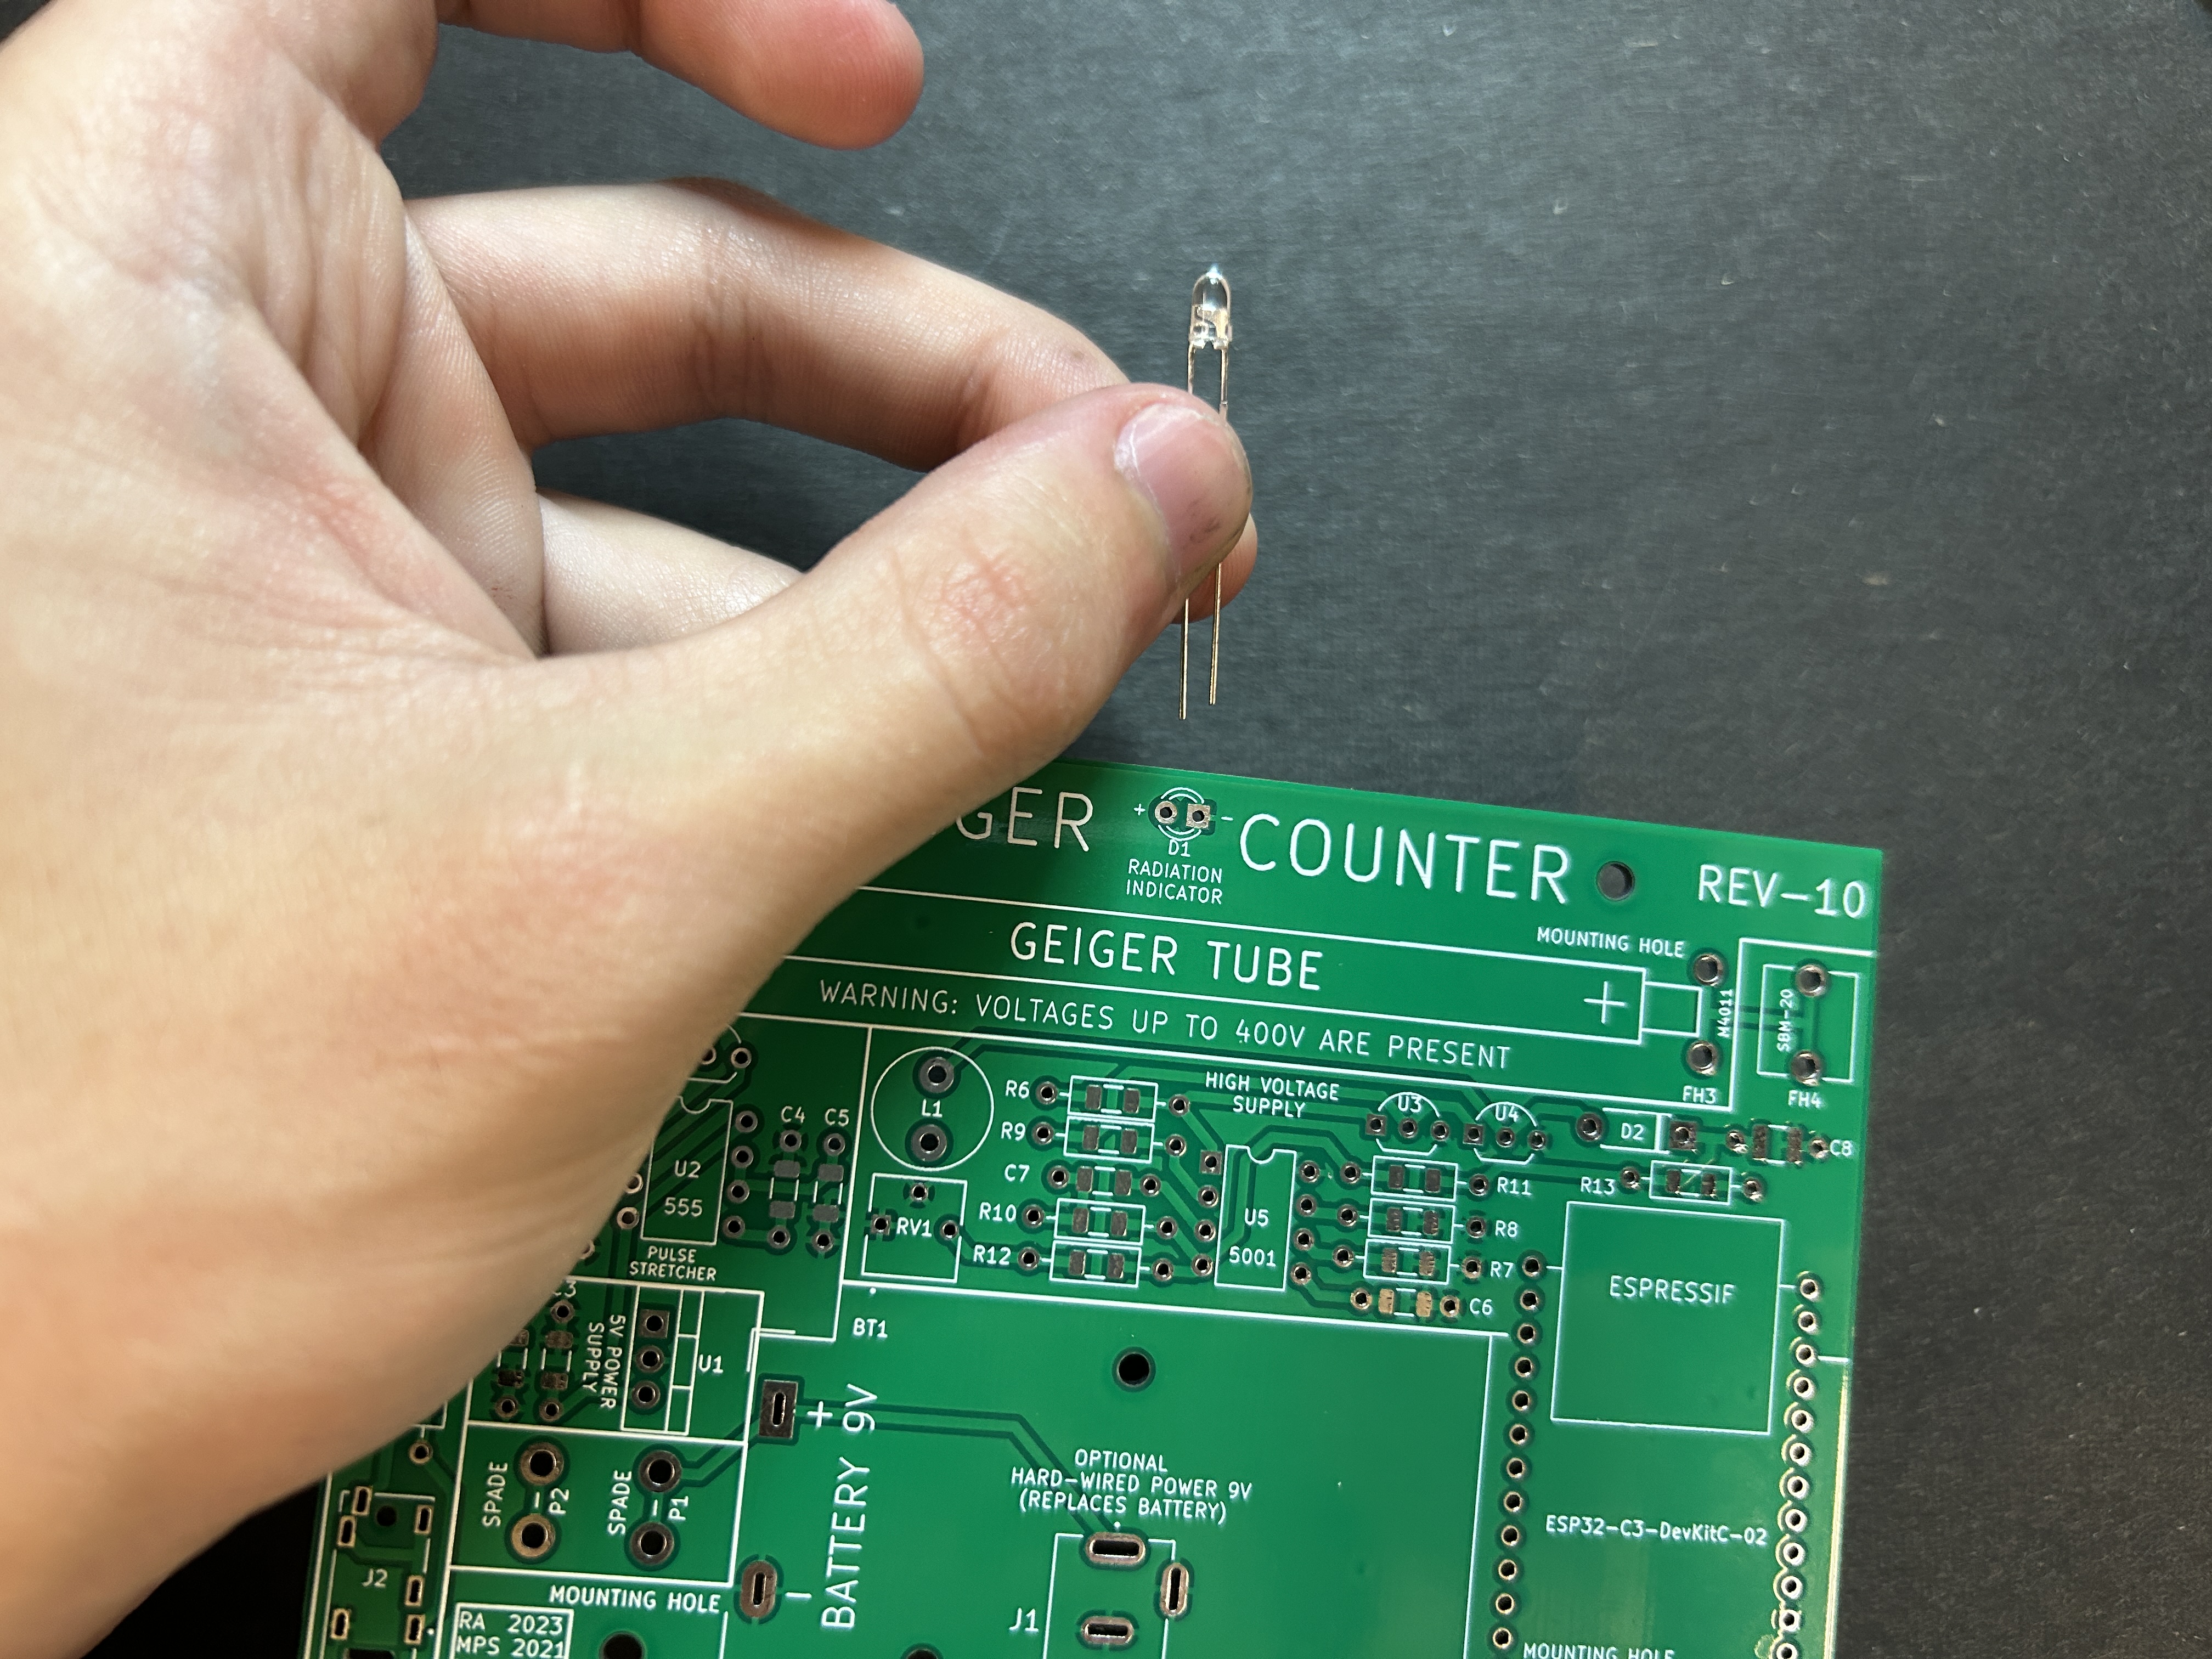 GER COUNTER REV-10
+
D1
-
RADIATION
INDICATOR
MOUNTING HOLE
GEIGER TUBE
+
M4011
SBM-20
WARNING: VOLTAGES UP TO 400V ARE PRESENT
FH3
FH4
HIGH VOLTAGE
SUPPLY
L1
RV1
R6
R9
C7
R10
R12
U5
5001
U3
U4
D2
C8
R13
R11
R8
R7
C6
C4
C5
U2
555
PULSE
STRETCHER
5V POWER
SUPPLY
U1
J2
SPADE
-
P2
SPADE
-
P1
RA 2023
MPS 2021
MOUNTING HOLE
-
+
BATTERY 9V
BT1
OPTIONAL
HARD-WIRED POWER 9V
(REPLACES BATTERY)
J1
ESPRESSIF
ESP32-C3-DevKitC-02
MOUNTING HOLE